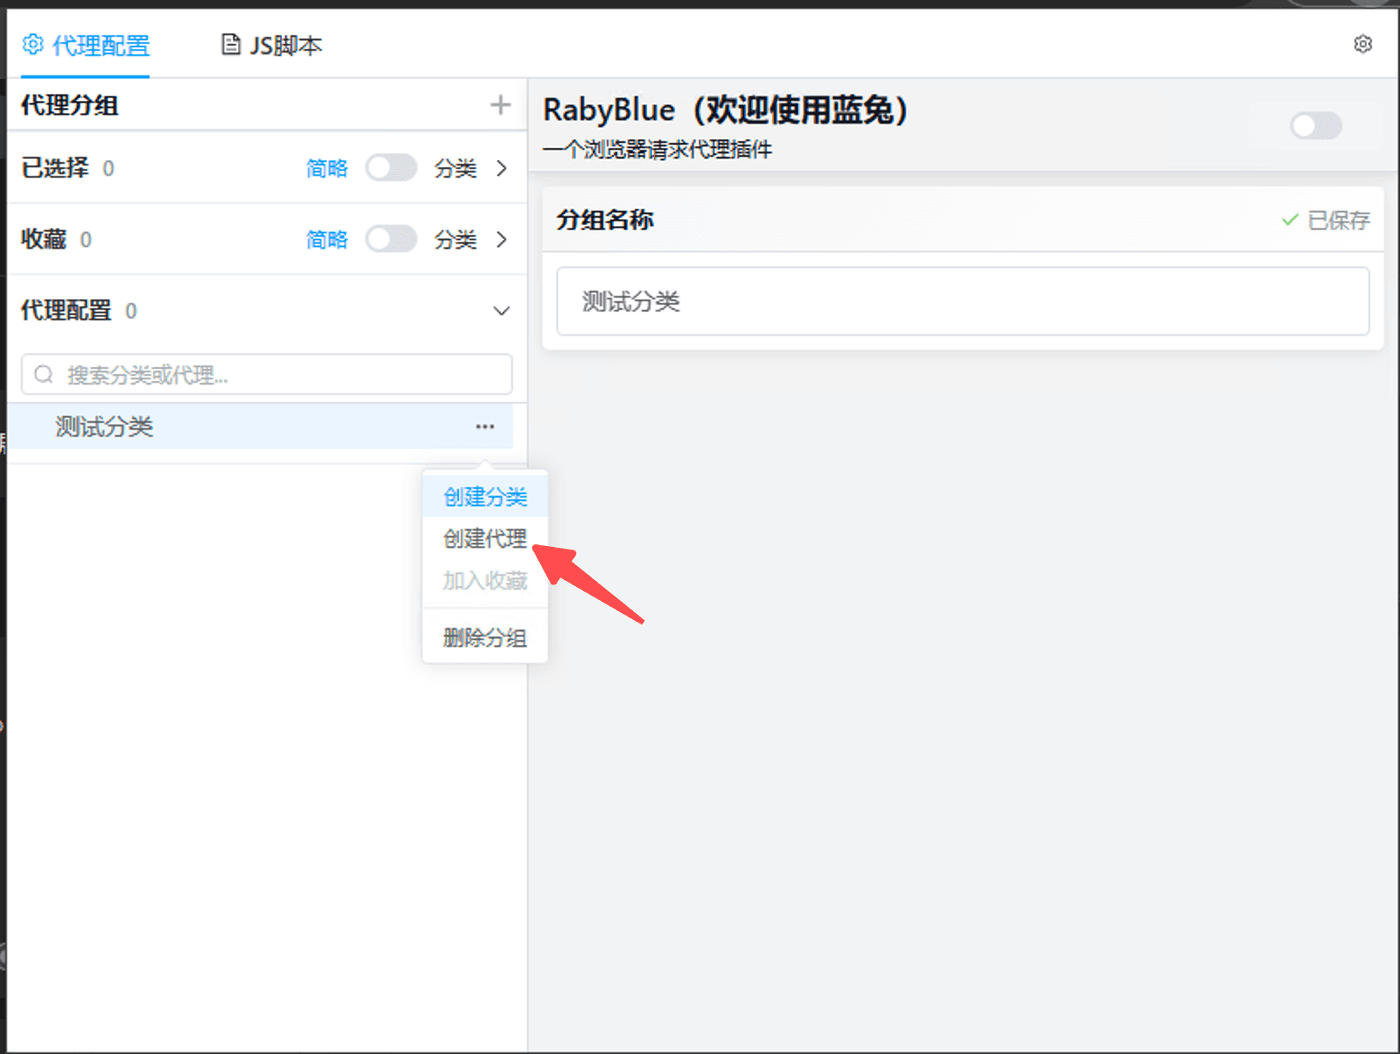 代理配置
JS脚本
代理分组
已选择 0 简略 分类
收藏 0 简略 分类
代理配置 0
搜索分类或代理...
测试分类
创建分类
创建代理
加入收藏
删除分组
RabyBlue（欢迎使用蓝兔）
一个浏览器请求代理插件
分组名称
已保存
测试分类